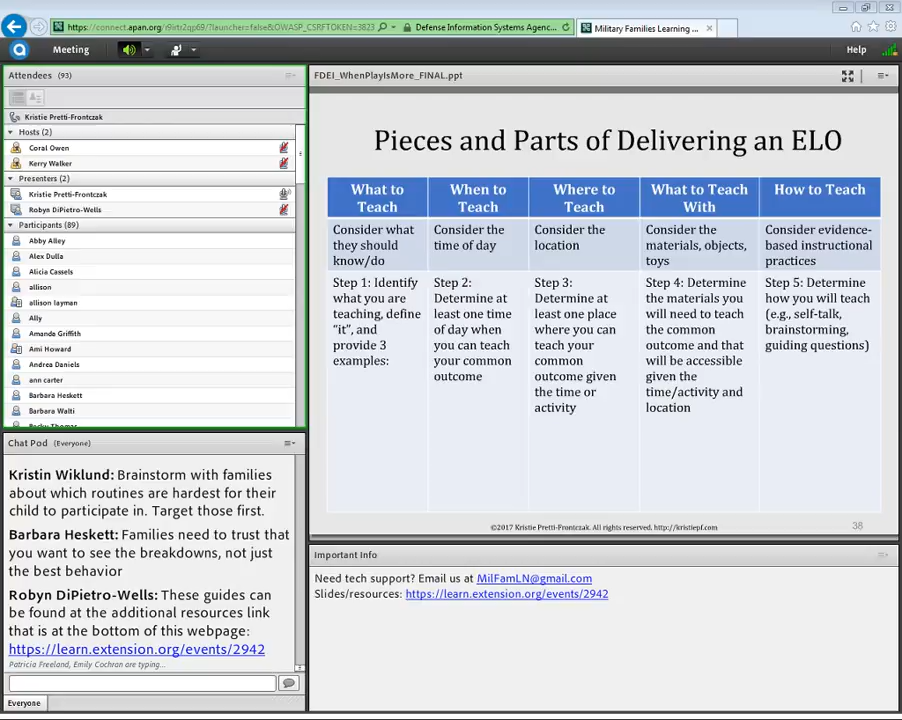 https://connect.apan.org/r9irtz2qp69/?launcher=false&OWASP_CSRFTOKEN=3823
Defense Information Systems Agenc...
Military Families Learning ...
Meeting
Help
Attendees (93)
Kristie Pretti-Frontczak
Hosts (2)
Coral Owen
Kerry Walker
Presenters (2)
Kristie Pretti-Frontczak
Robyn DiPietro-Wells
Participants (89)
Abby Alley
Alex Dulla
Alicia Cassels
allison
allison layman
Ally
Amanda Griffith
Ami Howard
Andrea Daniels
ann carter
Barbara Heskett
Barbara Walti
Becky Thomas
Chat Pod (Everyone)
Kristin Wiklund: Brainstorm with families
about which routines are hardest for their
child to participate in. Target those first.
Barbara Heskett: Families need to trust that
you want to see the breakdowns, not just
the best behavior
Robyn DiPietro-Wells: These guides can
be found at the additional resources link
that is at the bottom of this webpage:
https://learn.extension.org/events/2942
Patricia Freeland, Emily Cochran are typing...
Everyone
FDEI_WhenPlayIsMore_FINAL.ppt
Pieces and Parts of Delivering an ELO
What to
Teach
When to
Teach
Where to
Teach
What to Teach
With
How to Teach
Consider what
they should
know/do
Consider the
time of day
Consider the
location
Consider the
materials, objects,
toys
Consider evidence-
based instructional
practices
Step 1: Identify
what you are
teaching, define
“it”, and
provide 3
examples:
Step 2:
Determine at
least one time
of day when
you can teach
your common
outcome
Step 3:
Determine at
least one place
where you can
teach your
common
outcome given
the time or
activity
Step 4: Determine
the materials you
will need to teach
the common
outcome and that
will be accessible
given the
time/activity and
location
Step 5: Determine
how you will teach
(e.g., self-talk,
brainstorming,
guiding questions)
©2017 Kristie Pretti-Frontczak. All rights reserved. http://kristiepf.com
38
Important Info
Need tech support? Email us at MilFamLN@gmail.com
Slides/resources: https://learn.extension.org/events/2942